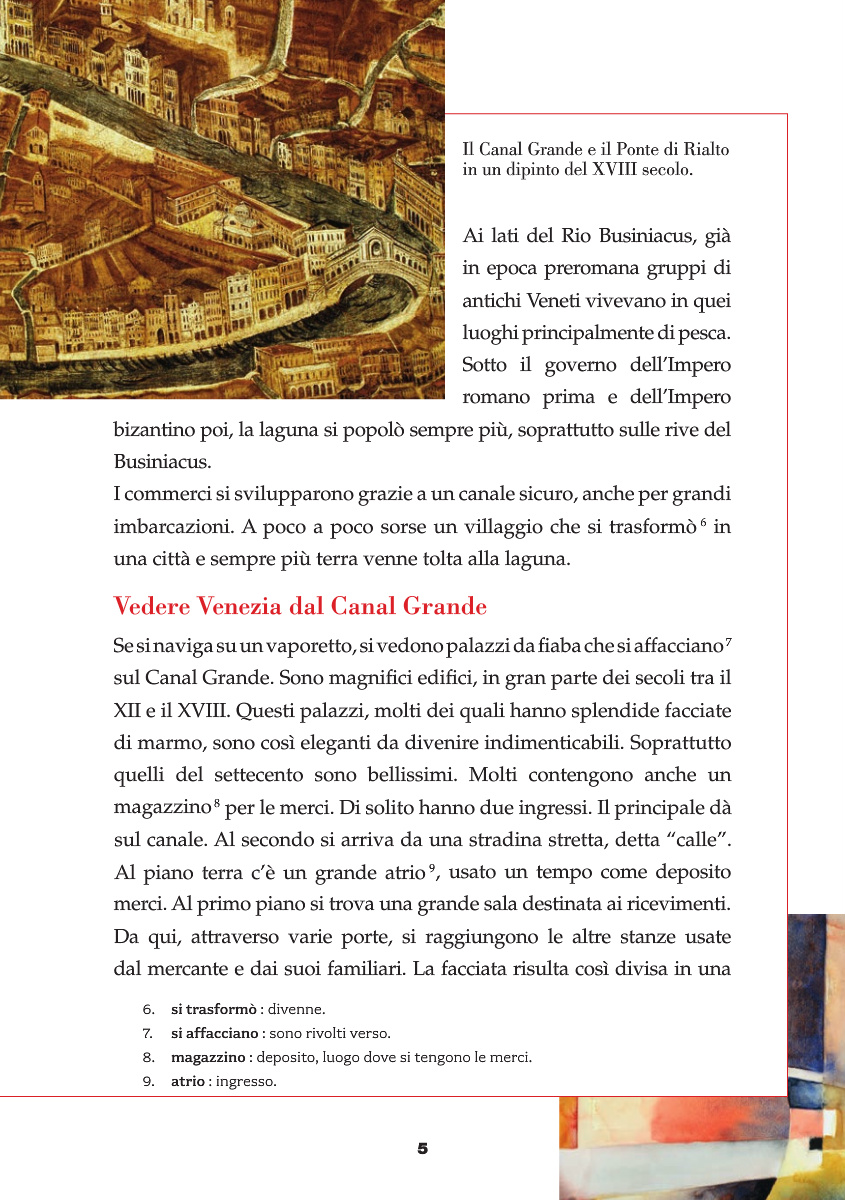 Il Canal Grande e il Ponte di Rialto
in un dipinto del XVIII secolo.
Ai lati del Rio Businiacus, già
in epoca preromana gruppi di
antichi Veneti vivevano in quei
luoghi principalmente di pesca.
Sotto il governo dell’Impero
romano prima e dell’Impero
bizantino poi, la laguna si popolò sempre più, soprattutto sulle rive del
Businiacus.
I commerci si svilupparono grazie a un canale sicuro, anche per grandi
imbarcazioni. A poco a poco sorse un villaggio che si trasformò 6 in
una città e sempre più terra venne tolta alla laguna.
Vedere Venezia dal Canal Grande
Se si naviga su un vaporetto, si vedono palazzi da fiaba che si affacciano 7
sul Canal Grande. Sono magnifici edifici, in gran parte dei secoli tra il
XII e il XVIII. Questi palazzi, molti dei quali hanno splendide facciate
di marmo, sono così eleganti da divenire indimenticabili. Soprattutto
quelli del settecento sono bellissimi. Molti contengono anche un
magazzino 8 per le merci. Di solito hanno due ingressi. Il principale dà
sul canale. Al secondo si arriva da una stradina stretta, detta “calle”.
Al piano terra c’è un grande atrio 9, usato un tempo come deposito
merci. Al primo piano si trova una grande sala destinata ai ricevimenti.
Da qui, attraverso varie porte, si raggiungono le altre stanze usate
dal mercante e dai suoi familiari. La facciata risulta così divisa in una
6. si trasformò : divenne.
7. si affacciano : sono rivolti verso.
8. magazzino : deposito, luogo dove si tengono le merci.
9. atrio : ingresso.
5